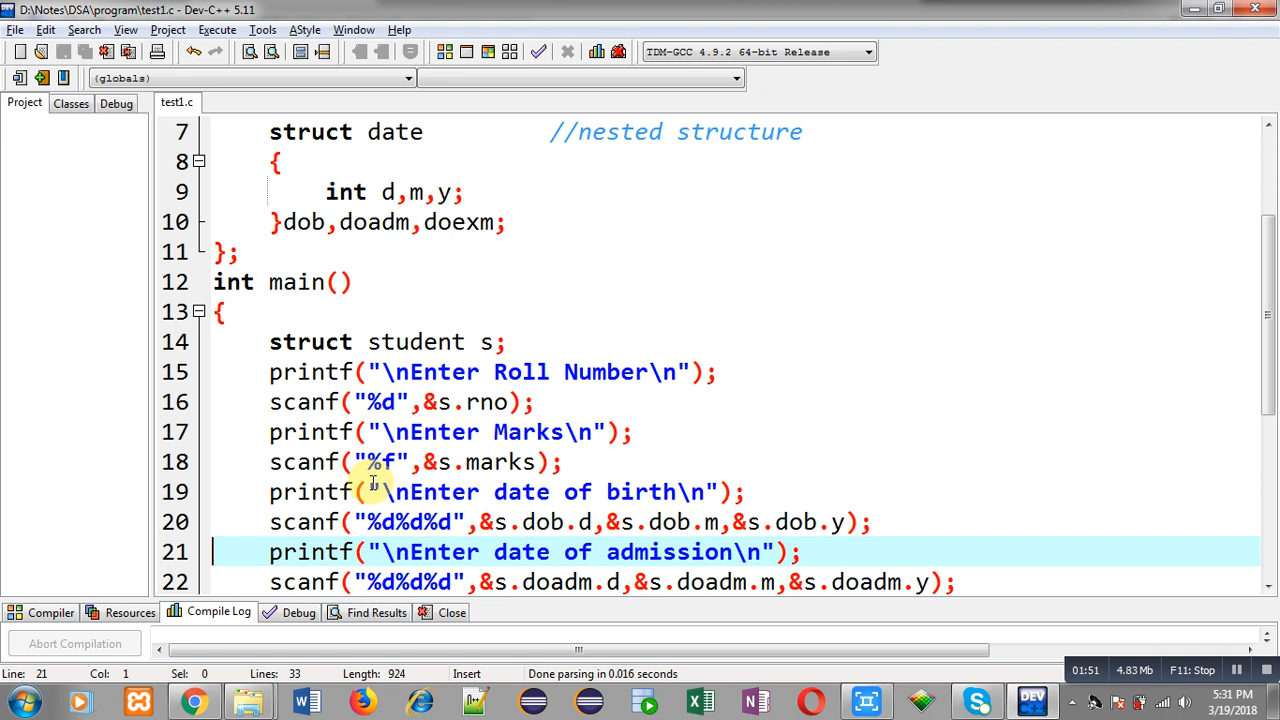 D:\Notes\DSA\program\test1.c - Dev-C++ 5.11
File Edit Search View Project Execute Tools AStyle Window Help
TDM-GCC 4.9.2 64-bit Release
(globals)
Project Classes Debug test1.c
7 struct date //nested structure
8 {
9 int d,m,y;
10 }dob,doadm,doexm;
11 };
12 int main()
13 {
14 struct student s;
15 printf("\nEnter Roll Number\n");
16 scanf("%d",&s.rno);
17 printf("\nEnter Marks\n");
18 scanf("%f",&s.marks);
19 printf("\nEnter date of birth\n");
20 scanf("%d%d%d",&s.dob.d,&s.dob.m,&s.dob.y);
21 printf("\nEnter date of admission\n");
22 scanf("%d%d%d",&s.doadm.d,&s.doadm.m,&s.doadm.y);
Compiler Resources Compile Log Debug Find Results Close
Abort Compilation
Line: 21 Col: 1 Sel: 0 Lines: 33 Length: 924 Insert Done parsing in 0.016 seconds
01:51 4.83 Mb F11: Stop
DEV
5:31 PM
3/19/2018